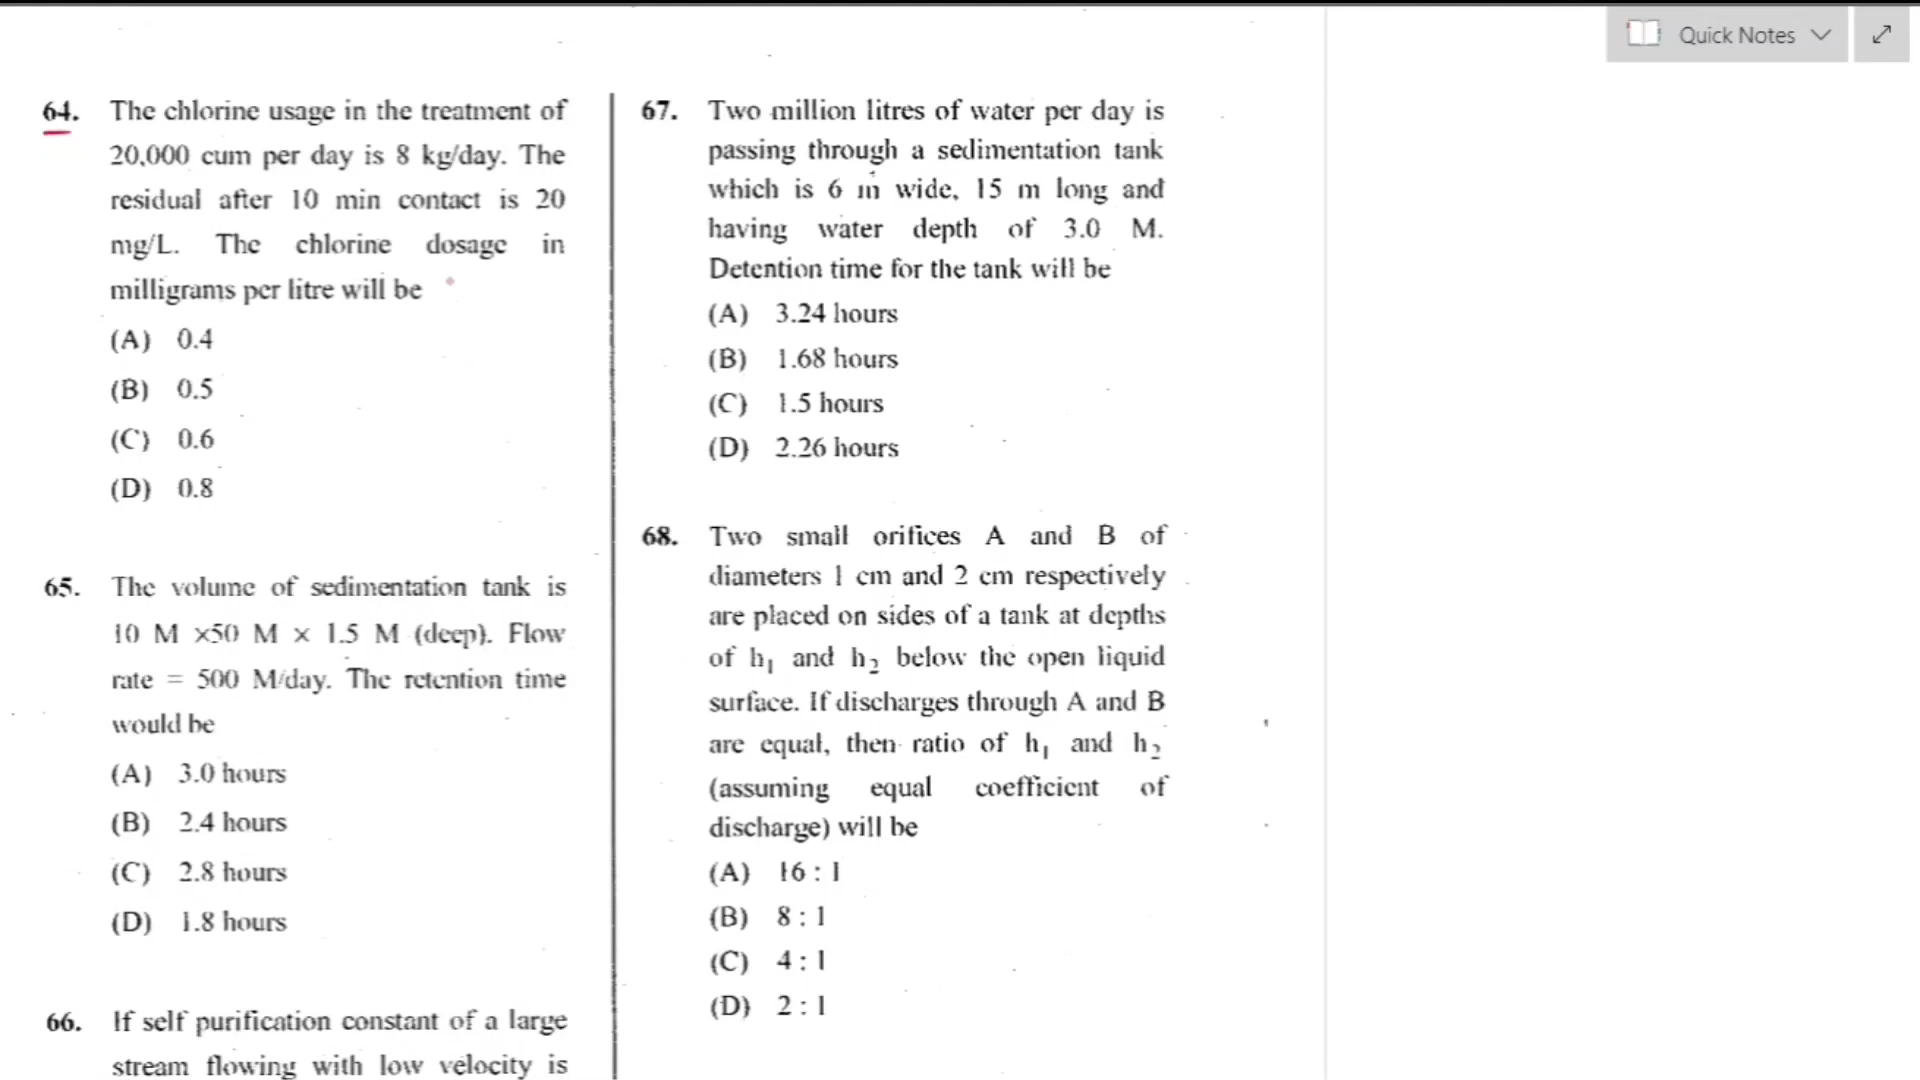 Quick Notes
64. The chlorine usage in the treatment of
20,000 cum per day is 8 kg/day. The
residual after 10 min contact is 20
mg/L. The chlorine dosage in
milligrams per litre will be
(A) 0.4
(B) 0.5
(C) 0.6
(D) 0.8
65. The volume of sedimentation tank is
10 M ×50 M × 1.5 M (deep). Flow
rate = 500 M/day. The retention time
would be
(A) 3.0 hours
(B) 2.4 hours
(C) 2.8 hours
(D) 1.8 hours
66. If self purification constant of a large
stream flowing with low velocity is
67. Two million litres of water per day is
passing through a sedimentation tank
which is 6 m wide, 15 m long and
having water depth of 3.0 M.
Detention time for the tank will be
(A) 3.24 hours
(B) 1.68 hours
(C) 1.5 hours
(D) 2.26 hours
68. Two small orifices A and B of
diameters 1 cm and 2 cm respectively
are placed on sides of a tank at depths
of h₁ and h₂ below the open liquid
surface. If discharges through A and B
are equal, then ratio of h₁ and h₂
(assuming equal coefficient of
discharge) will be
(A) 16 : 1
(B) 8 : 1
(C) 4 : 1
(D) 2 : 1